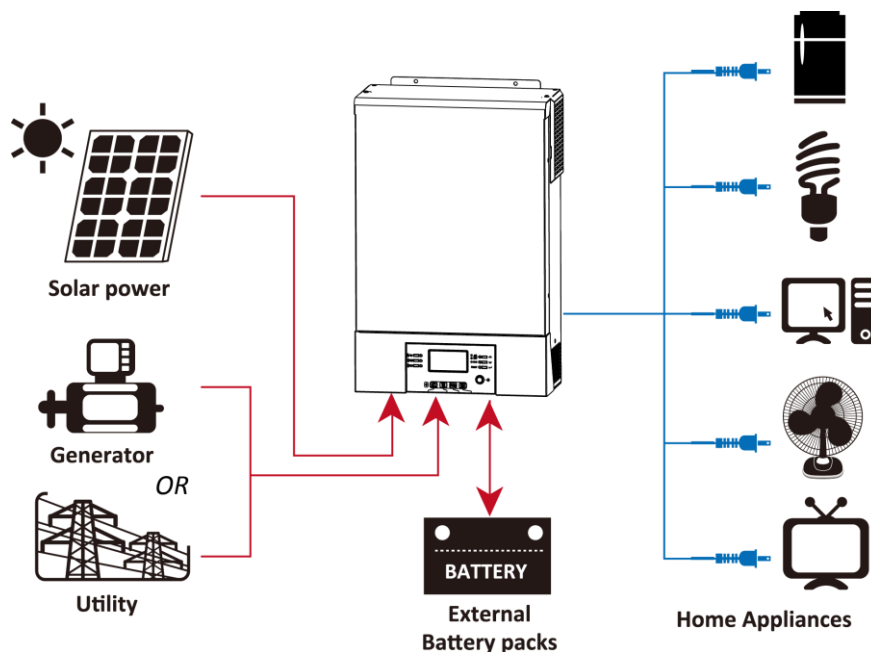 Solar power
Generator
OR
Utility
BATTERY
External
Battery packs
Home Appliances